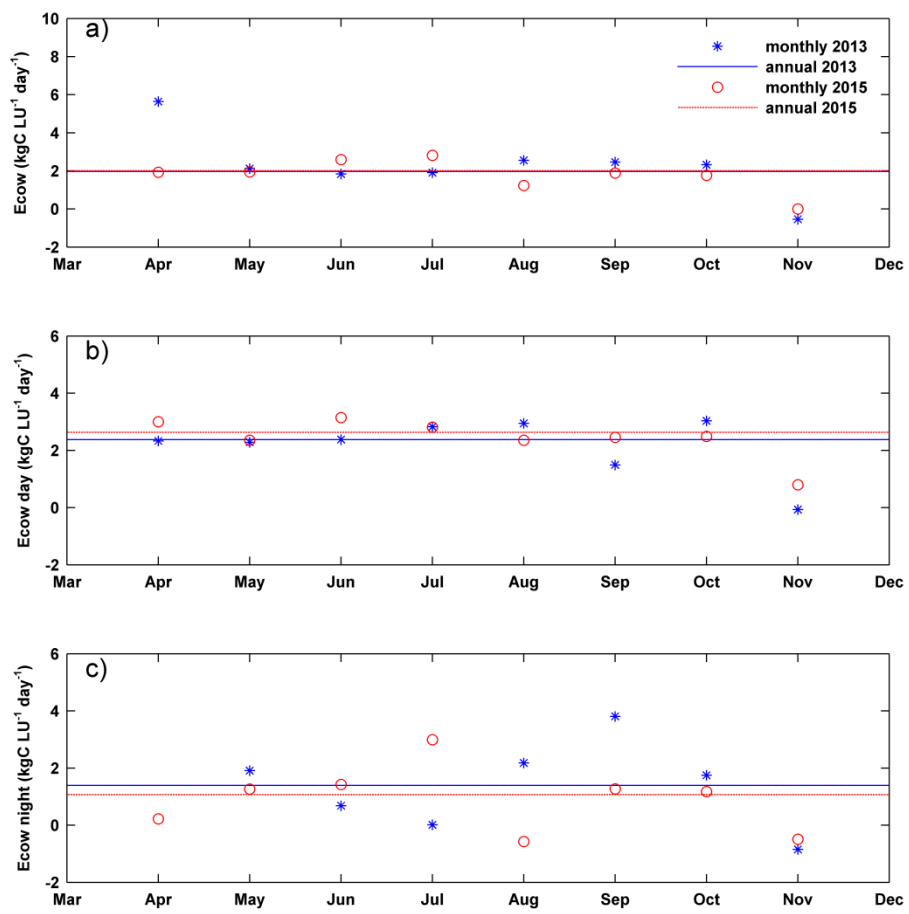 a)
Ecow (kgC LU⁻¹ day⁻¹)
10
8
6
4
2
0
-2
monthly 2013
annual 2013
monthly 2015
annual 2015
Mar Apr May Jun Jul Aug Sep Oct Nov Dec
b)
Ecow day (kgC LU⁻¹ day⁻¹)
6
4
2
0
-2
Mar Apr May Jun Jul Aug Sep Oct Nov Dec
c)
Ecow night (kgC LU⁻¹ day⁻¹)
6
4
2
0
-2
Mar Apr May Jun Jul Aug Sep Oct Nov Dec